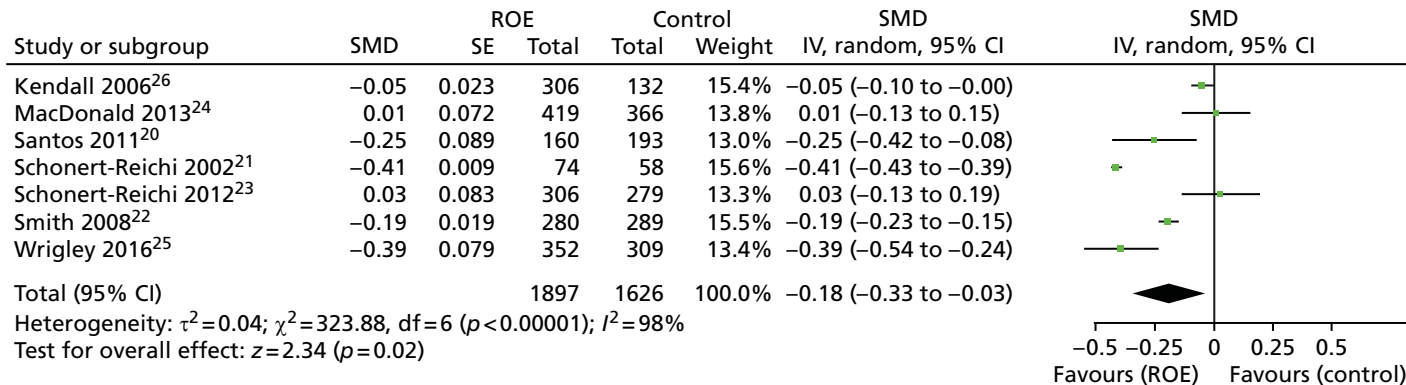 ROE Control SMD SMD
Study or subgroup SMD SE Total Total Weight IV, random, 95% CI IV, random, 95% CI
Kendall 2006²⁶ −0.05 0.023 306 132 15.4% −0.05 (−0.10 to −0.00)
MacDonald 2013²⁴ 0.01 0.072 419 366 13.8% 0.01 (−0.13 to 0.15)
Santos 2011²⁰ −0.25 0.089 160 193 13.0% −0.25 (−0.42 to −0.08)
Schonert-Reichi 2002²¹ −0.41 0.009 74 58 15.6% −0.41 (−0.43 to −0.39)
Schonert-Reichi 2012²³ 0.03 0.083 306 279 13.3% 0.03 (−0.13 to 0.19)
Smith 2008²² −0.19 0.019 280 289 15.5% −0.19 (−0.23 to −0.15)
Wrigley 2016²⁵ −0.39 0.079 352 309 13.4% −0.39 (−0.54 to −0.24)
Total (95% CI) 1897 1626 100.0% −0.18 (−0.33 to −0.03)
Heterogeneity: τ²=0.04; χ²=323.88, df=6 (p<0.00001); I²=98%
Test for overall effect: z=2.34 (p=0.02)
−0.5 −0.25 0 0.25 0.5
Favours (ROE) Favours (control)